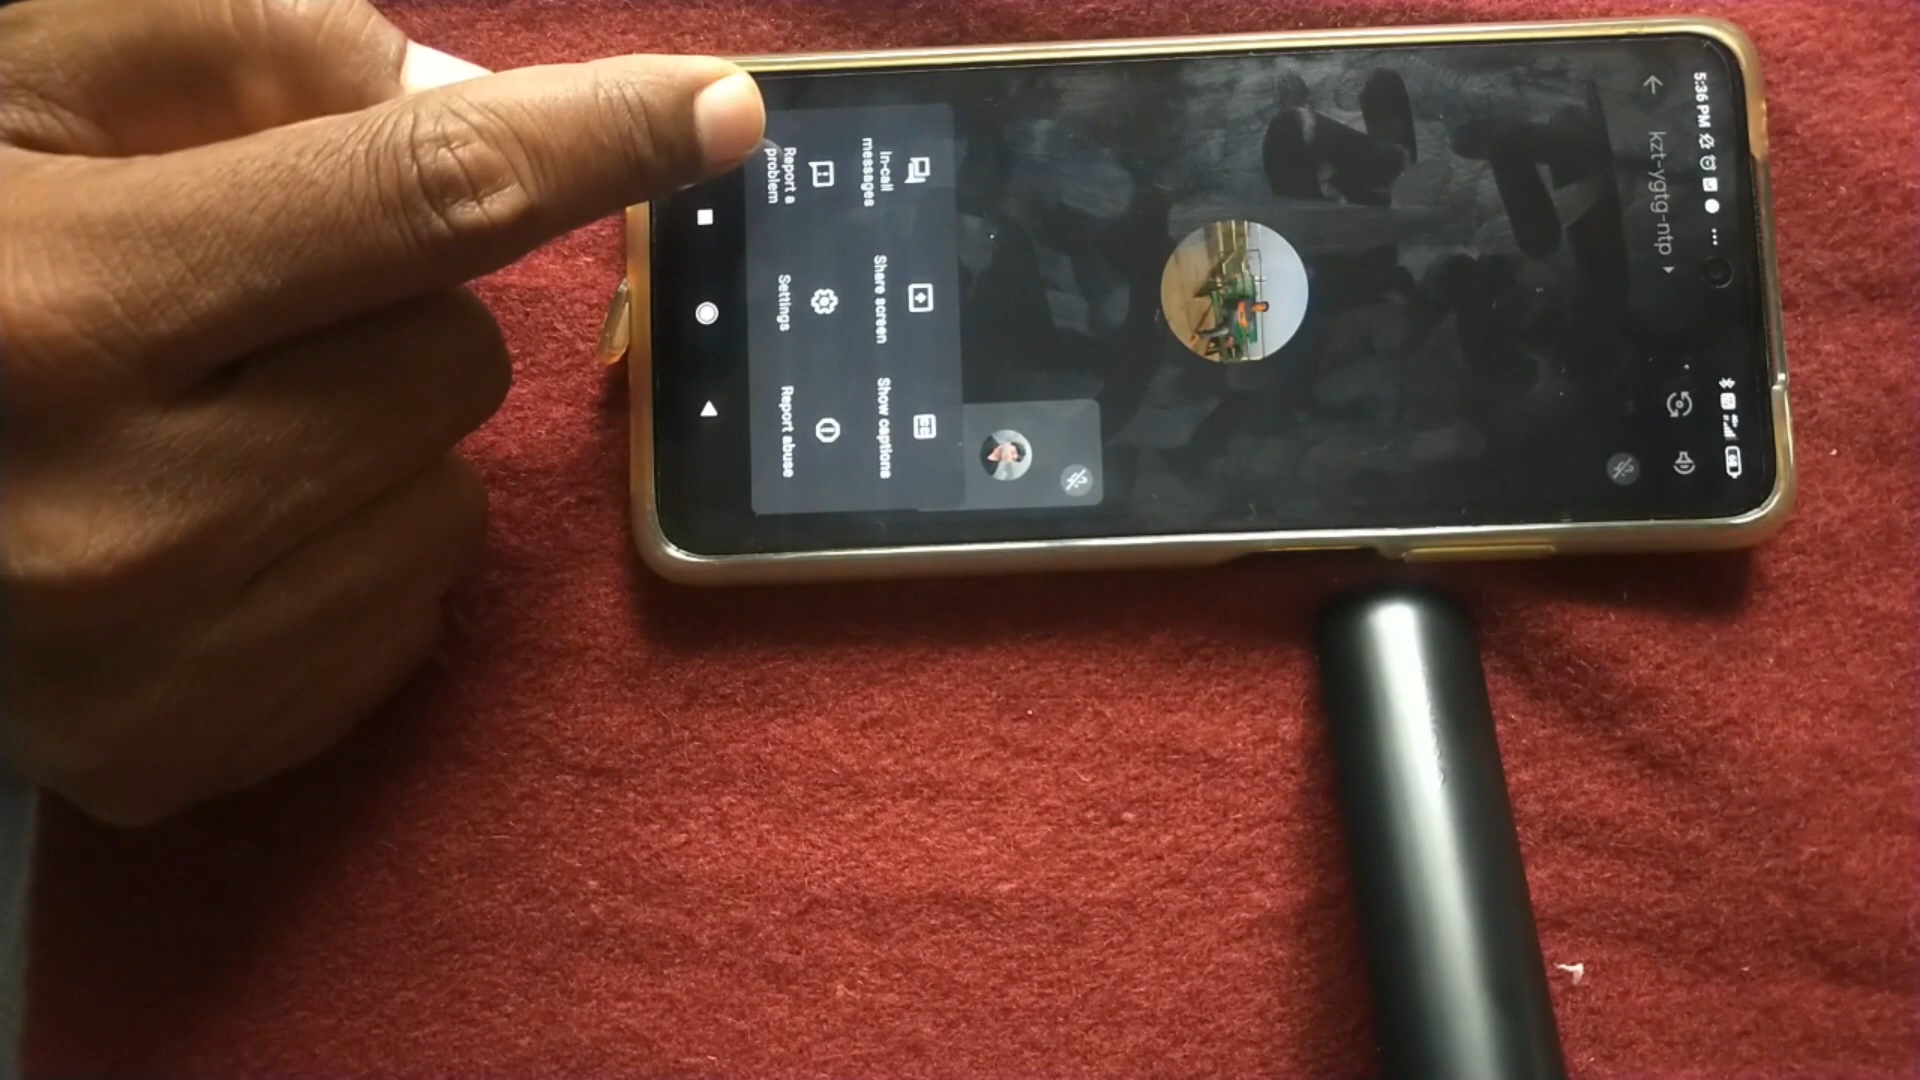 5:36 PM
kzt-ygtg-ntp
In-call
messages
Share screen
Show captions
Report a
problem
Settings
Report abuse